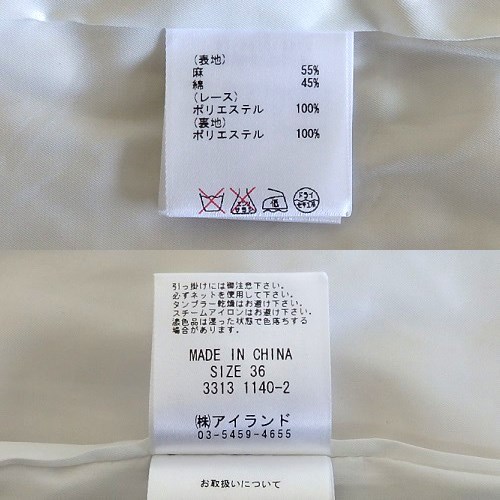 (表地)
麻 55%
綿 45%
(レース)
ポリエステル 100%
(裏地)
ポリエステル 100%
低 ドライ
引っ掛けには御注意下さい。
必ずネットを使用して下さい。
タンブラー乾燥はお避け下さい。
スチームアイロンはお避け下さい。
濃色品は湿った状態で色落ちする
場合があります。
MADE IN CHINA
SIZE 36
3313 1140-2
㈱アイランド
03-5459-4655
お取扱いについて